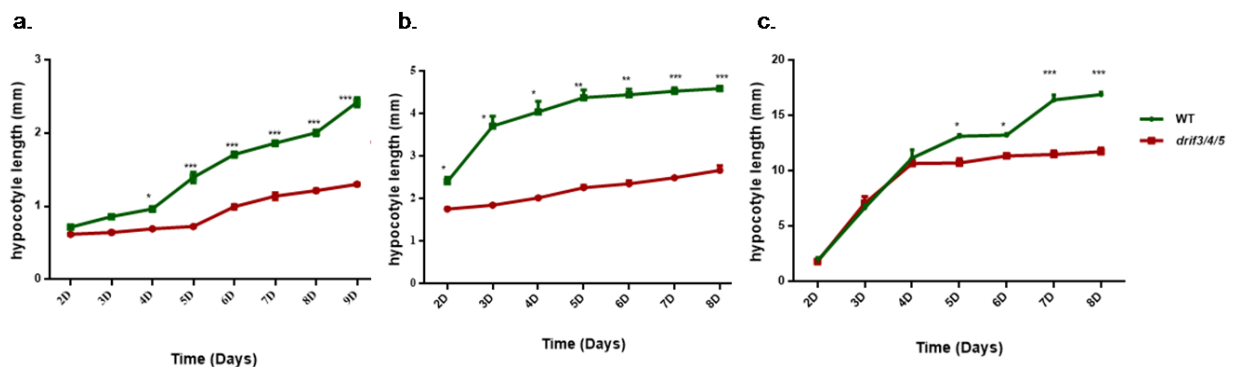 a.
3
2
1
0
hypocotyle length (mm)
*
***
***
***
***
***
2D
3D
4D
5D
6D
7D
8D
9D
Time (Days)
b.
5
4
3
2
1
0
hypocotyle length (mm)
*
*
*
**
**
***
***
2D
3D
4D
5D
6D
7D
8D
Time (Days)
c.
20
15
10
5
0
hypocotyle length (mm)
*
*
***
***
2D
3D
4D
5D
6D
7D
8D
Time (Days)
WT
drif3/4/5